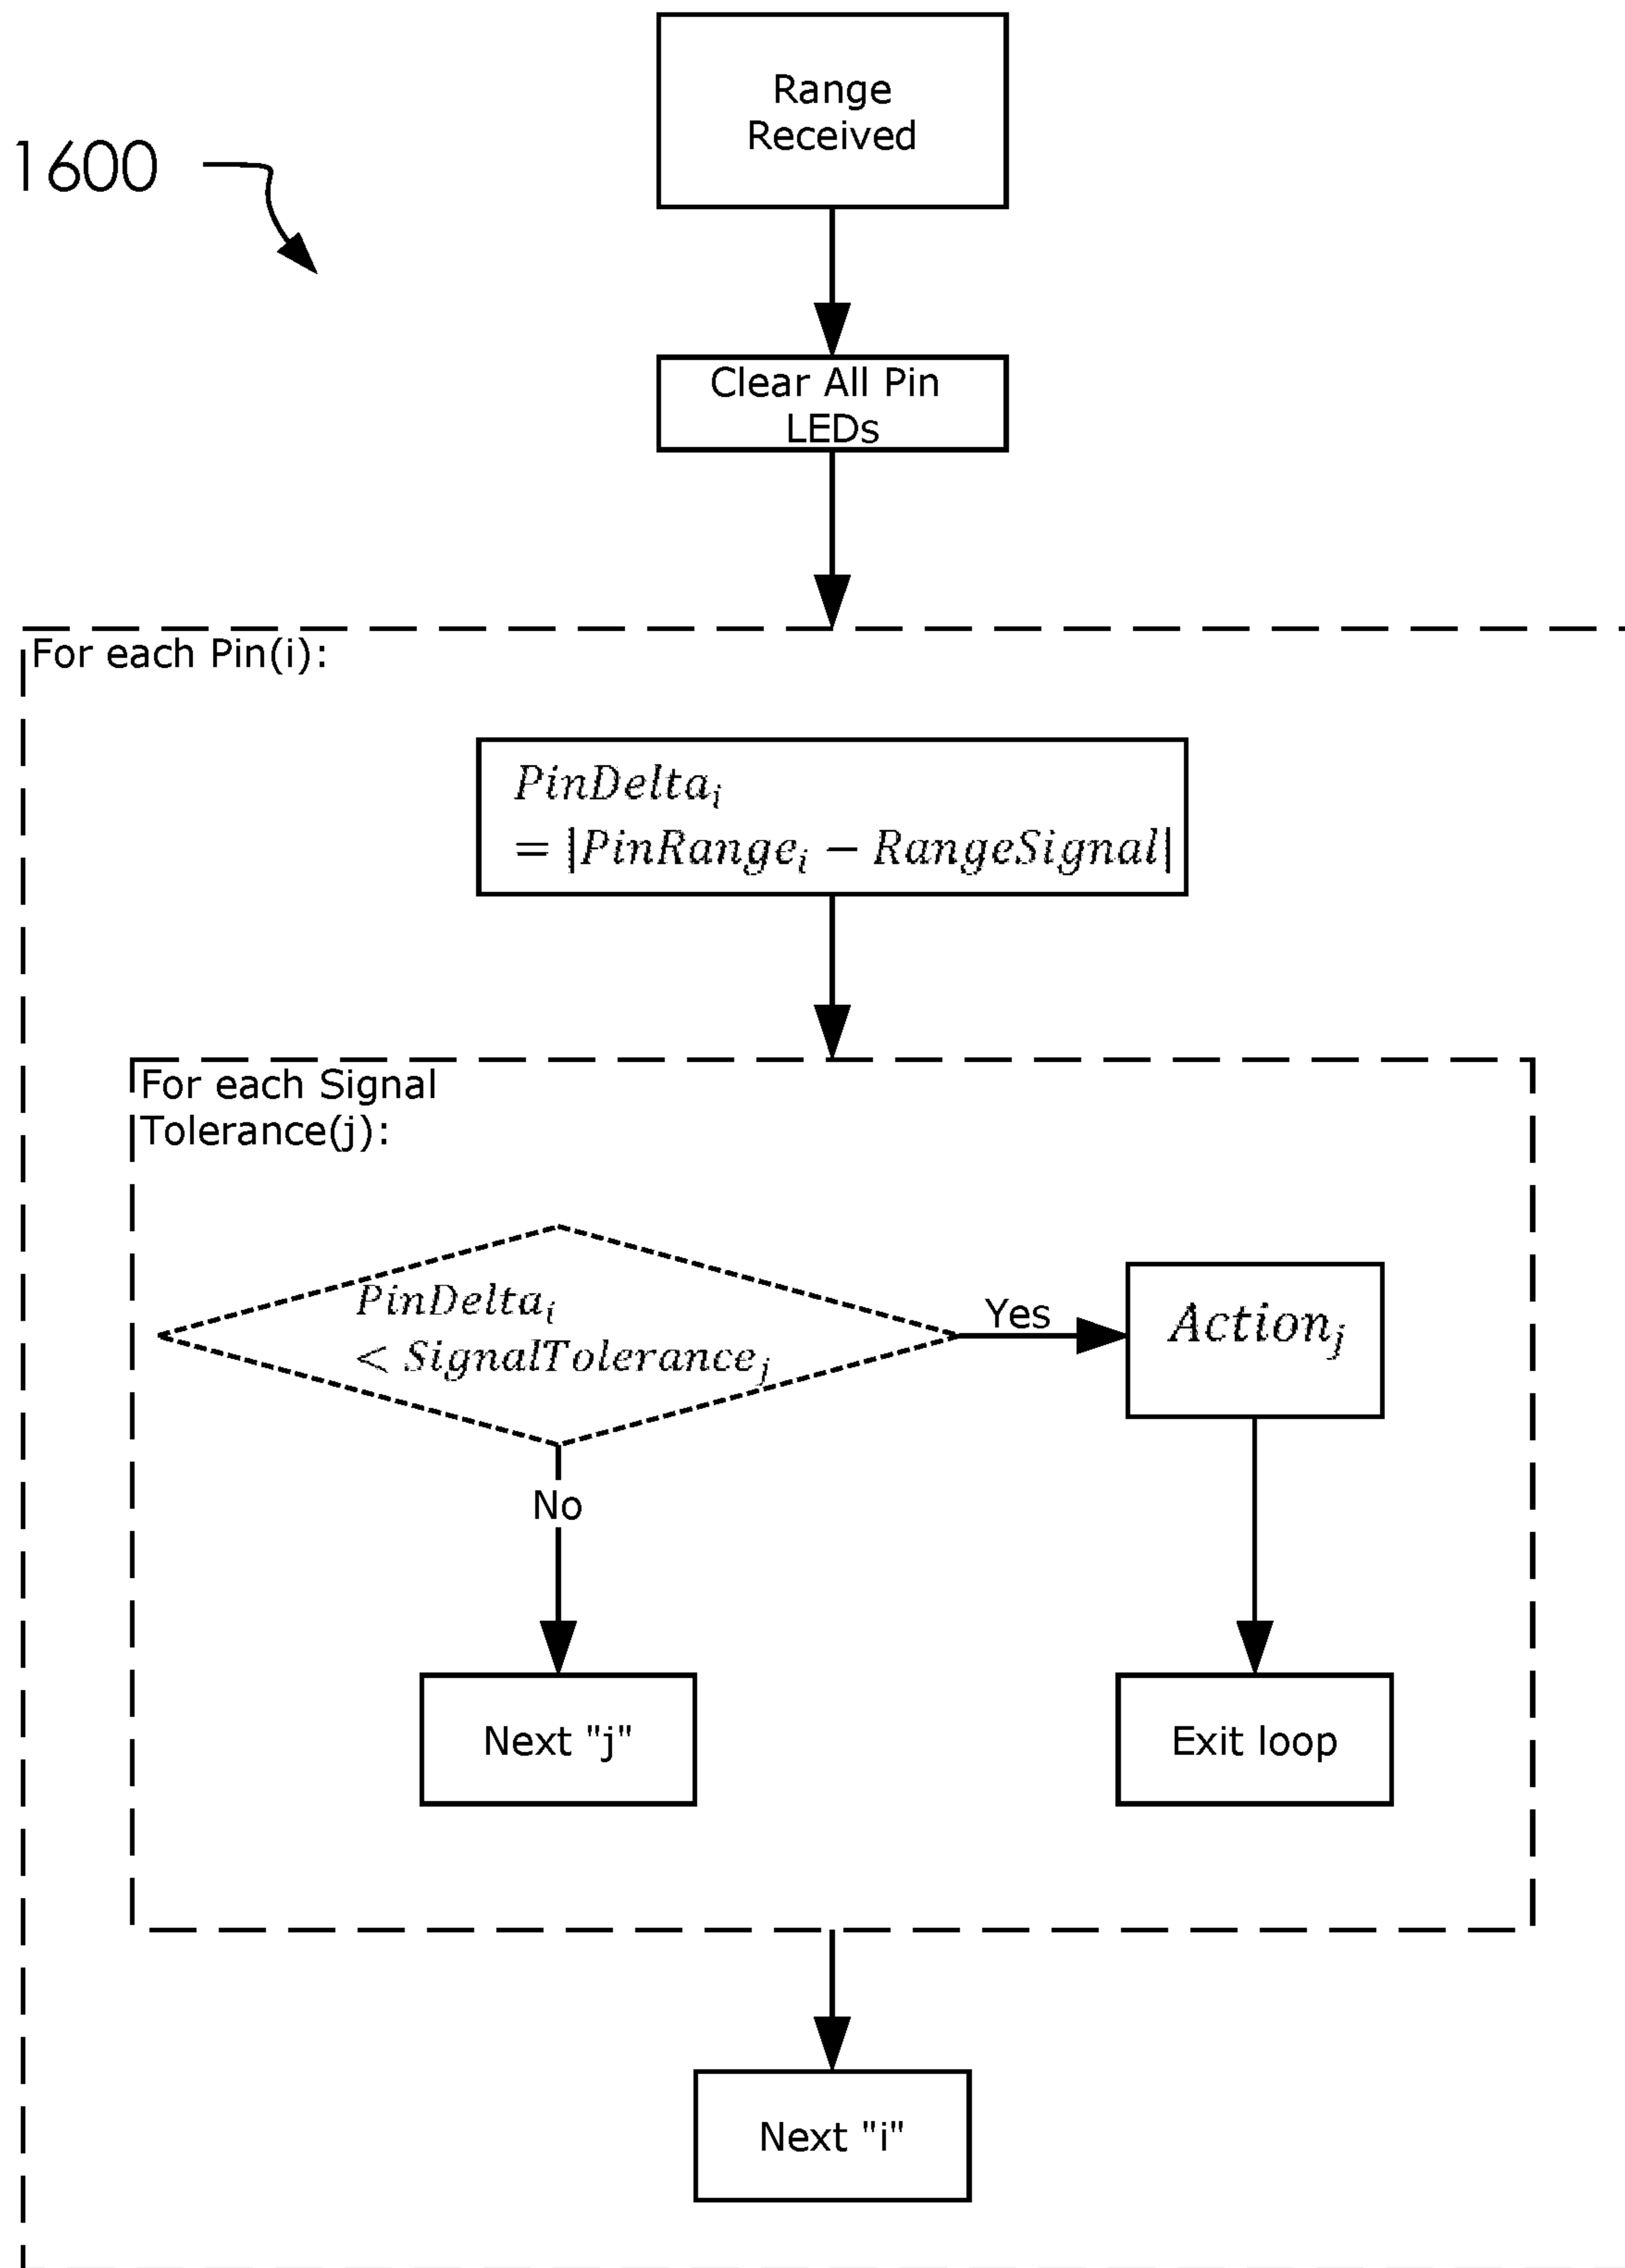 Range
Received
1600
Clear All Pin
LEDs
For each Pin(i):
PinDelta_i
= |PinRange_i − RangeSignal|
For each Signal
Tolerance(j):
PinDelta_i
< SignalTolerance_j
Yes
Action_j
No
Next "j"
Exit loop
Next "i"